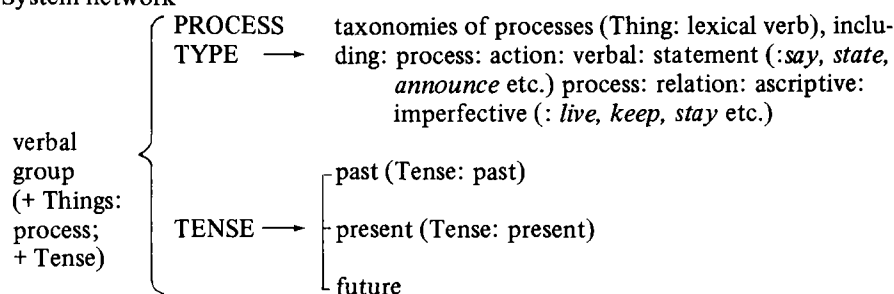 System network
PROCESS taxonomies of processes (Thing: lexical verb), inclu-
TYPE → ding: process: action: verbal: statement (:say, state,
announce etc.) process: relation: ascriptive:
imperfective (: live, keep, stay etc.)
verbal
group
(+ Things:
process;
+ Tense)
past (Tense: past)
TENSE → present (Tense: present)
future